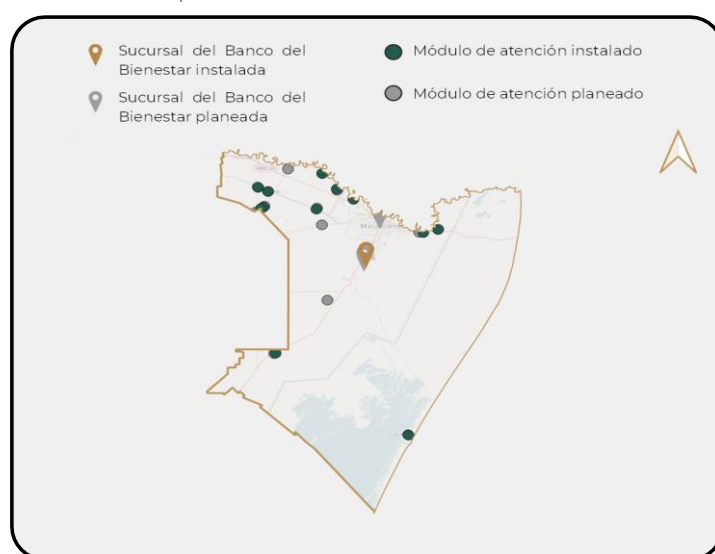 Sucursal del Banco del
Bienestar instalada
Sucursal del Banco del
Bienestar planeada
Módulo de atención instalado
Módulo de atención planeado